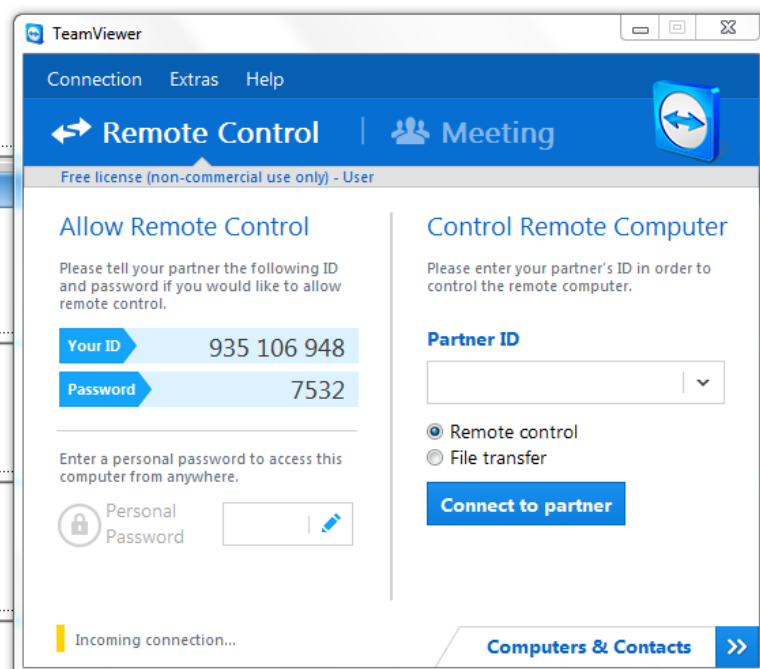 TeamViewer
Connection Extras Help
Remote Control | Meeting
Free license (non-commercial use only) - User
Allow Remote Control
Please tell your partner the following ID
and password if you would like to allow
remote control.
Your ID 935 106 948
Password 7532
Enter a personal password to access this
computer from anywhere.
Personal
Password
Incoming connection...
Control Remote Computer
Please enter your partner's ID in order to
control the remote computer.
Partner ID
Remote control
File transfer
Connect to partner
Computers & Contacts